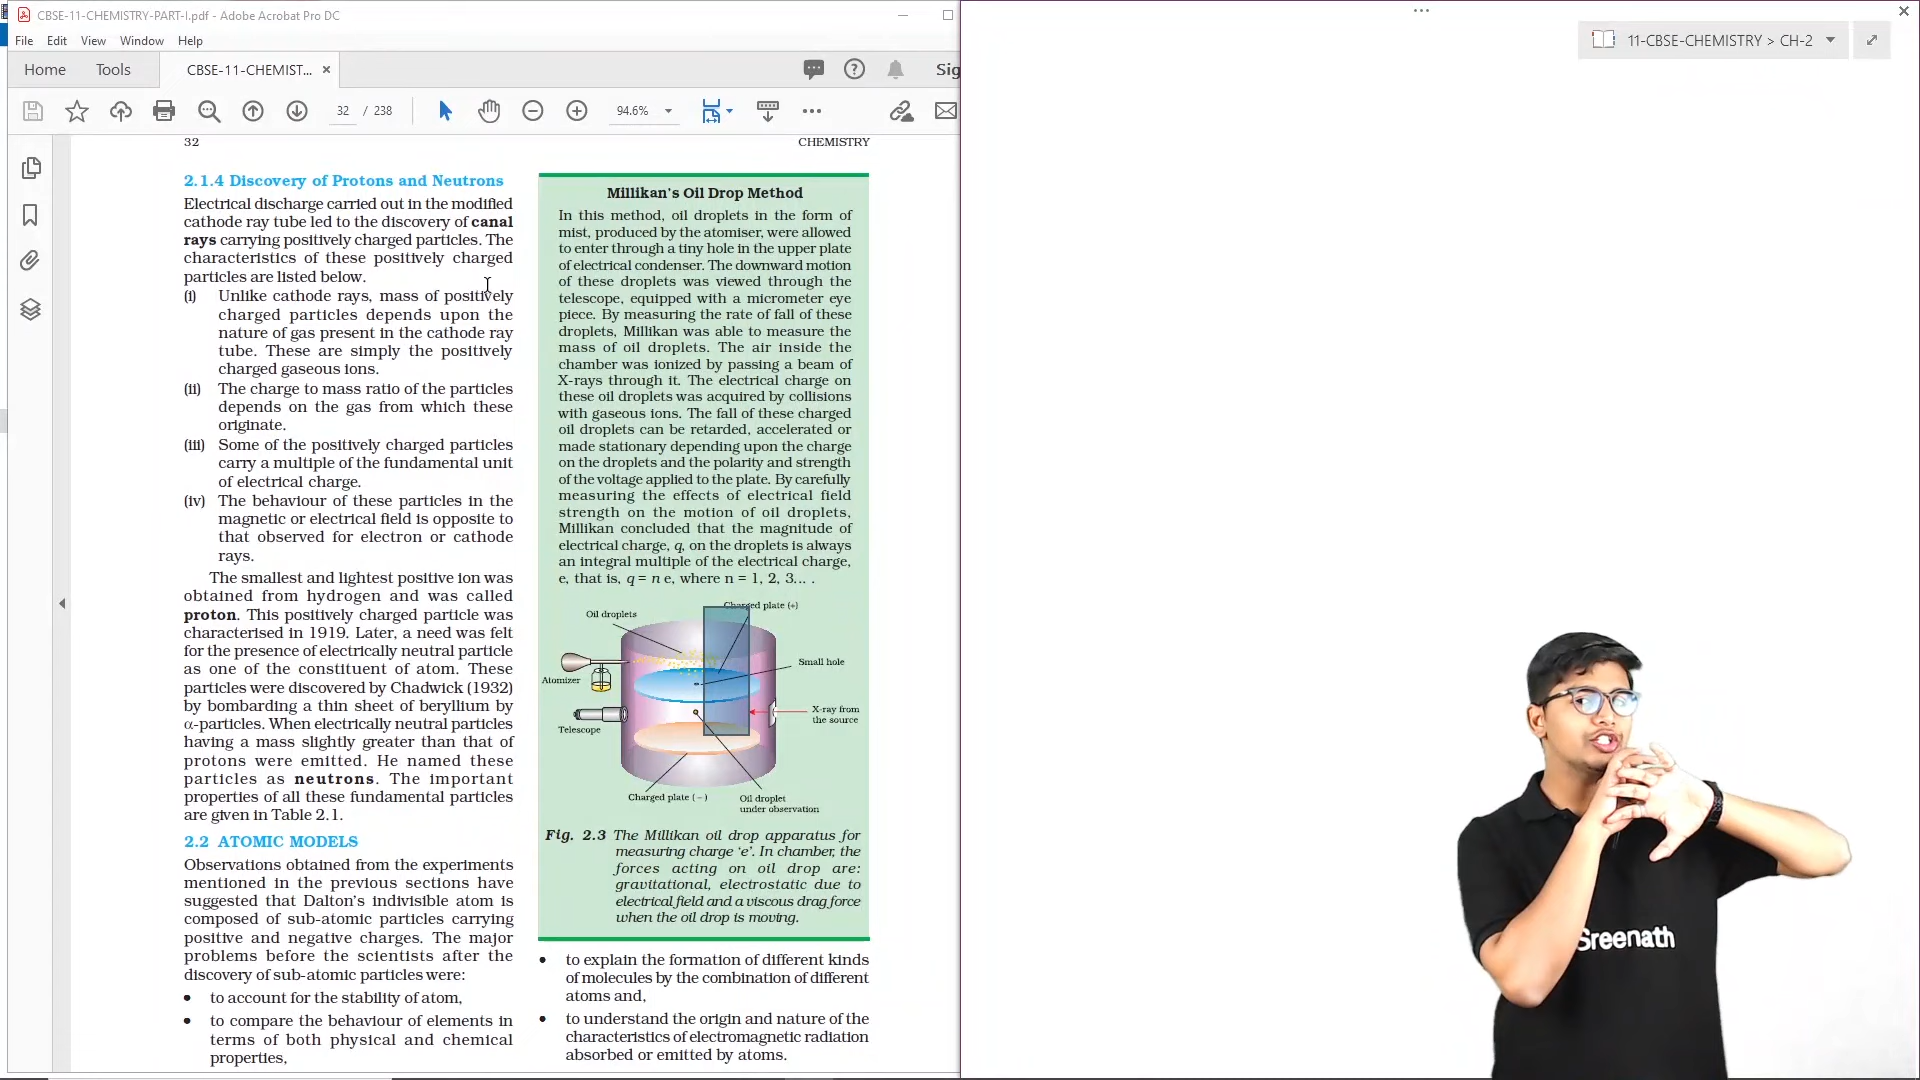 CBSE-11-CHEMISTRY-PART-I.pdf - Adobe Acrobat Pro DC
File Edit View Window Help
Home Tools CBSE-11-CHEMIST... ×
32 / 238 94.6%
32 CHEMISTRY
2.1.4 Discovery of Protons and Neutrons
Electrical discharge carried out in the modified
cathode ray tube led to the discovery of canal
rays carrying positively charged particles. The
characteristics of these positively charged
particles are listed below.
(i) Unlike cathode rays, mass of positively
charged particles depends upon the
nature of gas present in the cathode ray
tube. These are simply the positively
charged gaseous ions.
(ii) The charge to mass ratio of the particles
depends on the gas from which these
originate.
(iii) Some of the positively charged particles
carry a multiple of the fundamental unit
of electrical charge.
(iv) The behaviour of these particles in the
magnetic or electrical field is opposite to
that observed for electron or cathode
rays.
The smallest and lightest positive ion was
obtained from hydrogen and was called
proton. This positively charged particle was
characterised in 1919. Later, a need was felt
for the presence of electrically neutral particle
as one of the constituent of atom. These
particles were discovered by Chadwick (1932)
by bombarding a thin sheet of beryllium by
α-particles. When electrically neutral particles
having a mass slightly greater than that of
protons were emitted. He named these
particles as neutrons. The important
properties of all these fundamental particles
are given in Table 2.1.
2.2 ATOMIC MODELS
Observations obtained from the experiments
mentioned in the previous sections have
suggested that Dalton's indivisible atom is
composed of sub-atomic particles carrying
positive and negative charges. The major
problems before the scientists after the
discovery of sub-atomic particles were:
• to account for the stability of atom,
• to compare the behaviour of elements in
terms of both physical and chemical
properties,
Millikan's Oil Drop Method
In this method, oil droplets in the form of
mist, produced by the atomiser, were allowed
to enter through a tiny hole in the upper plate
of electrical condenser. The downward motion
of these droplets was viewed through the
telescope, equipped with a micrometer eye
piece. By measuring the rate of fall of these
droplets, Millikan was able to measure the
mass of oil droplets. The air inside the
chamber was ionized by passing a beam of
X-rays through it. The electrical charge on
these oil droplets was acquired by collisions
with gaseous ions. The fall of these charged
oil droplets can be retarded, accelerated or
made stationary depending upon the charge
on the droplets and the polarity and strength
of the voltage applied to the plate. By carefully
measuring the effects of electrical field
strength on the motion of oil droplets,
Millikan concluded that the magnitude of
electrical charge, q, on the droplets is always
an integral multiple of the electrical charge,
e, that is, q = n e, where n = 1, 2, 3... .
Charged plate (+)
Oil droplets
Small hole
Atomizer
X-ray from
the source
Telescope
Charged plate (−)
Oil droplet
under observation
Fig. 2.3 The Millikan oil drop apparatus for
measuring charge 'e'. In chamber, the
forces acting on oil drop are:
gravitational, electrostatic due to
electrical field and a viscous drag force
when the oil drop is moving.
• to explain the formation of different kinds
of molecules by the combination of different
atoms and,
• to understand the origin and nature of the
characteristics of electromagnetic radiation
absorbed or emitted by atoms.
11-CBSE-CHEMISTRY > CH-2
Sreenath